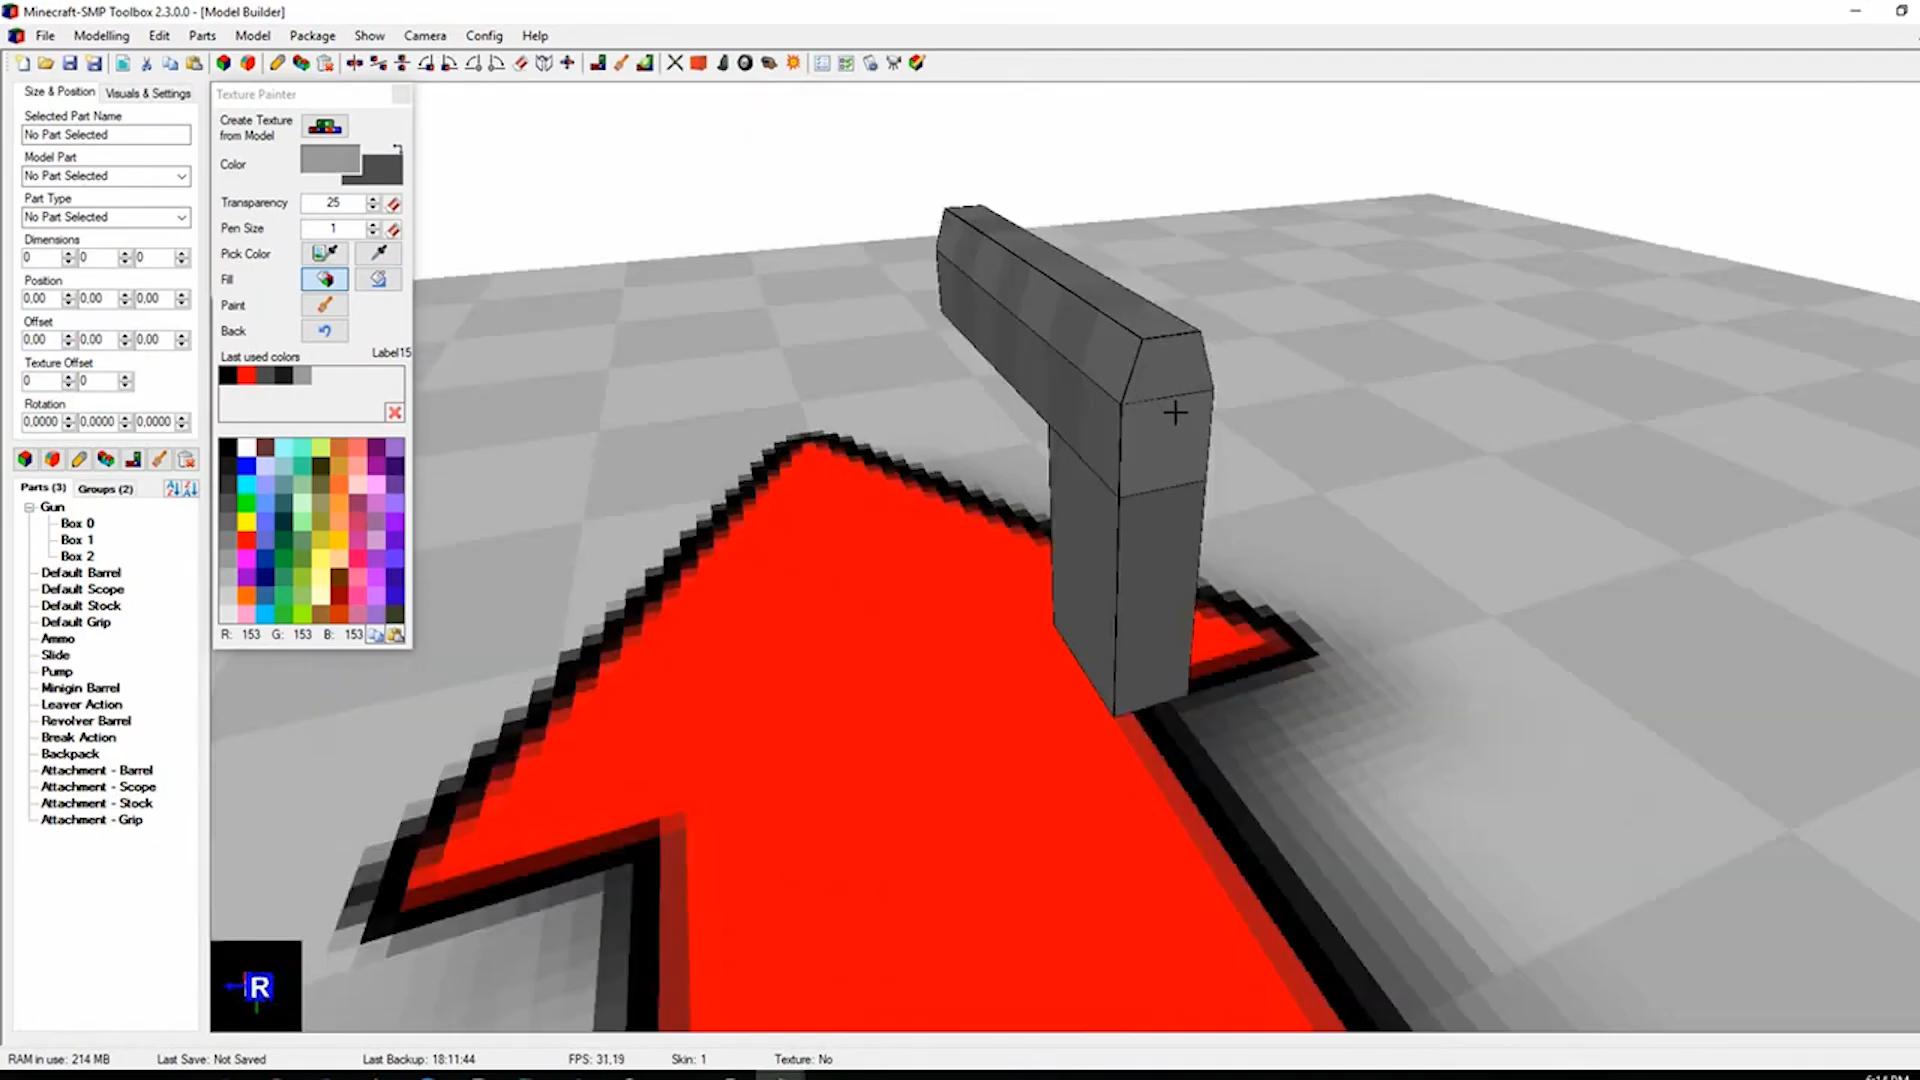 Minecraft-SMP Toolbox 2.3.0.0 - [Model Builder]
File Modelling Edit Parts Model Package Show Camera Config Help
Size & Position Visuals & Settings
Selected Part Name
No Part Selected
Model Part
No Part Selected
Part Type
No Part Selected
Dimensions
0 0 0
Position
0,00 0,00 0,00
Offset
0,00 0,00 0,00
Texture Offset
0 0
Rotation
0,0000 0,0000 0,0000
Parts (3) Groups (2)
Gun
Box 0
Box 1
Box 2
Default Barrel
Default Scope
Default Stock
Default Grip
Ammo
Slide
Pump
Minigin Barrel
Leaver Action
Revolver Barrel
Break Action
Backpack
Attachment - Barrel
Attachment - Scope
Attachment - Stock
Attachment - Grip
Texture Painter
Create Texture
from Model
Color
Transparency 25
Pen Size 1
Pick Color
Fill
Paint
Back
Last used colors Label15
R: 153 G: 153 B: 153
R
RAM in use: 214 MB Last Save: Not Saved Last Backup: 18:11:44 FPS: 31,19 Skin: 1 Texture: No